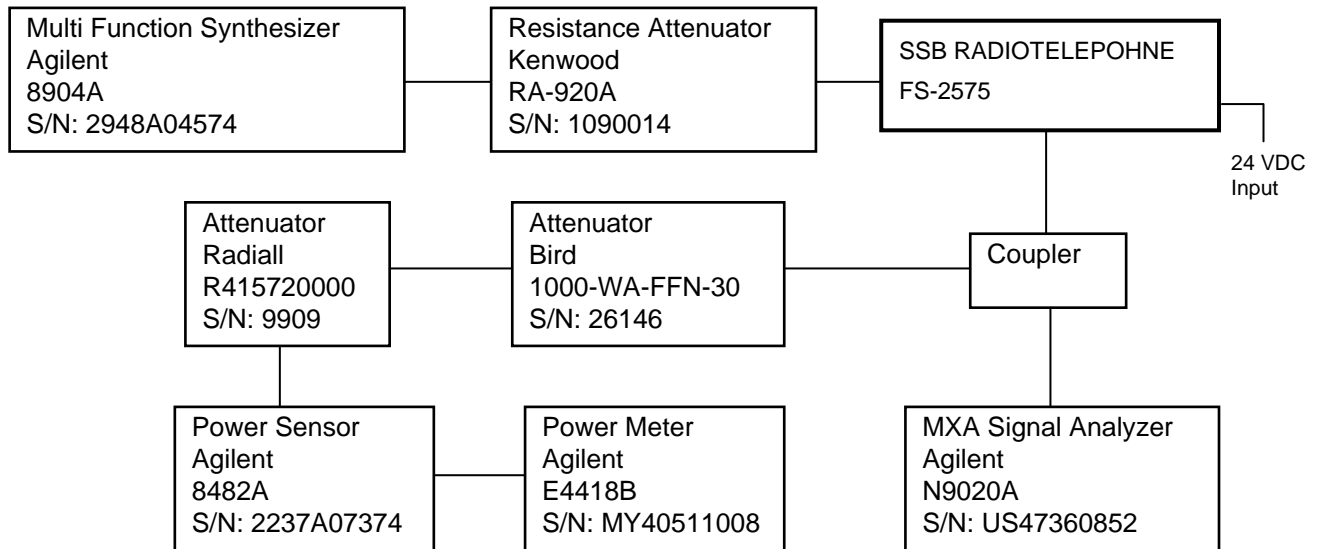 Multi Function Synthesizer
Agilent
8904A
S/N: 2948A04574
Resistance Attenuator
Kenwood
RA-920A
S/N: 1090014
SSB RADIOTELEPOHNE
FS-2575
24 VDC
Input
Attenuator
Radiall
R415720000
S/N: 9909
Attenuator
Bird
1000-WA-FFN-30
S/N: 26146
Coupler
Power Sensor
Agilent
8482A
S/N: 2237A07374
Power Meter
Agilent
E4418B
S/N: MY40511008
MXA Signal Analyzer
Agilent
N9020A
S/N: US47360852